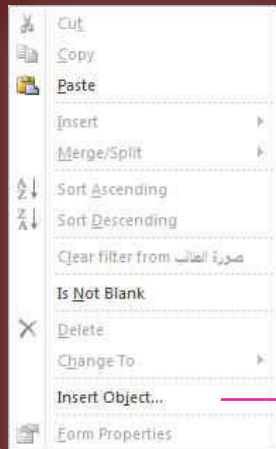 Cut
Copy
Paste
Insert
Merge/Split
Sort Ascending
Sort Descending
Clear filter from صورة الطالب
Is Not Blank
Delete
Change To
Insert Object...
Form Properties